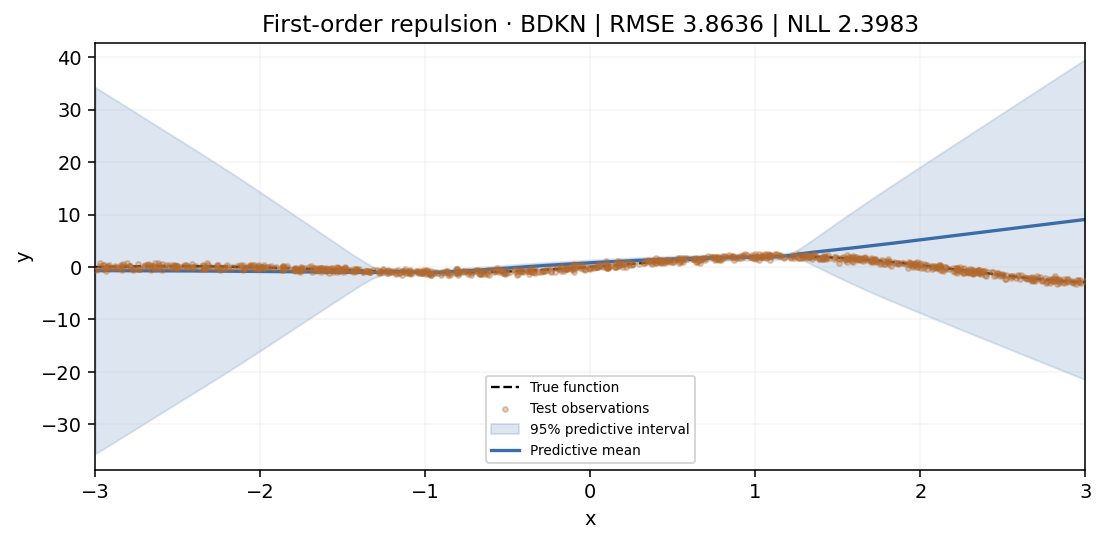 First-order repulsion · BDKN | RMSE 3.8636 | NLL 2.3983
40
30
20
10
0
−10
−20
−30
y
True function
Test observations
95% predictive interval
Predictive mean
−3 −2 −1 0 1 2 3
x